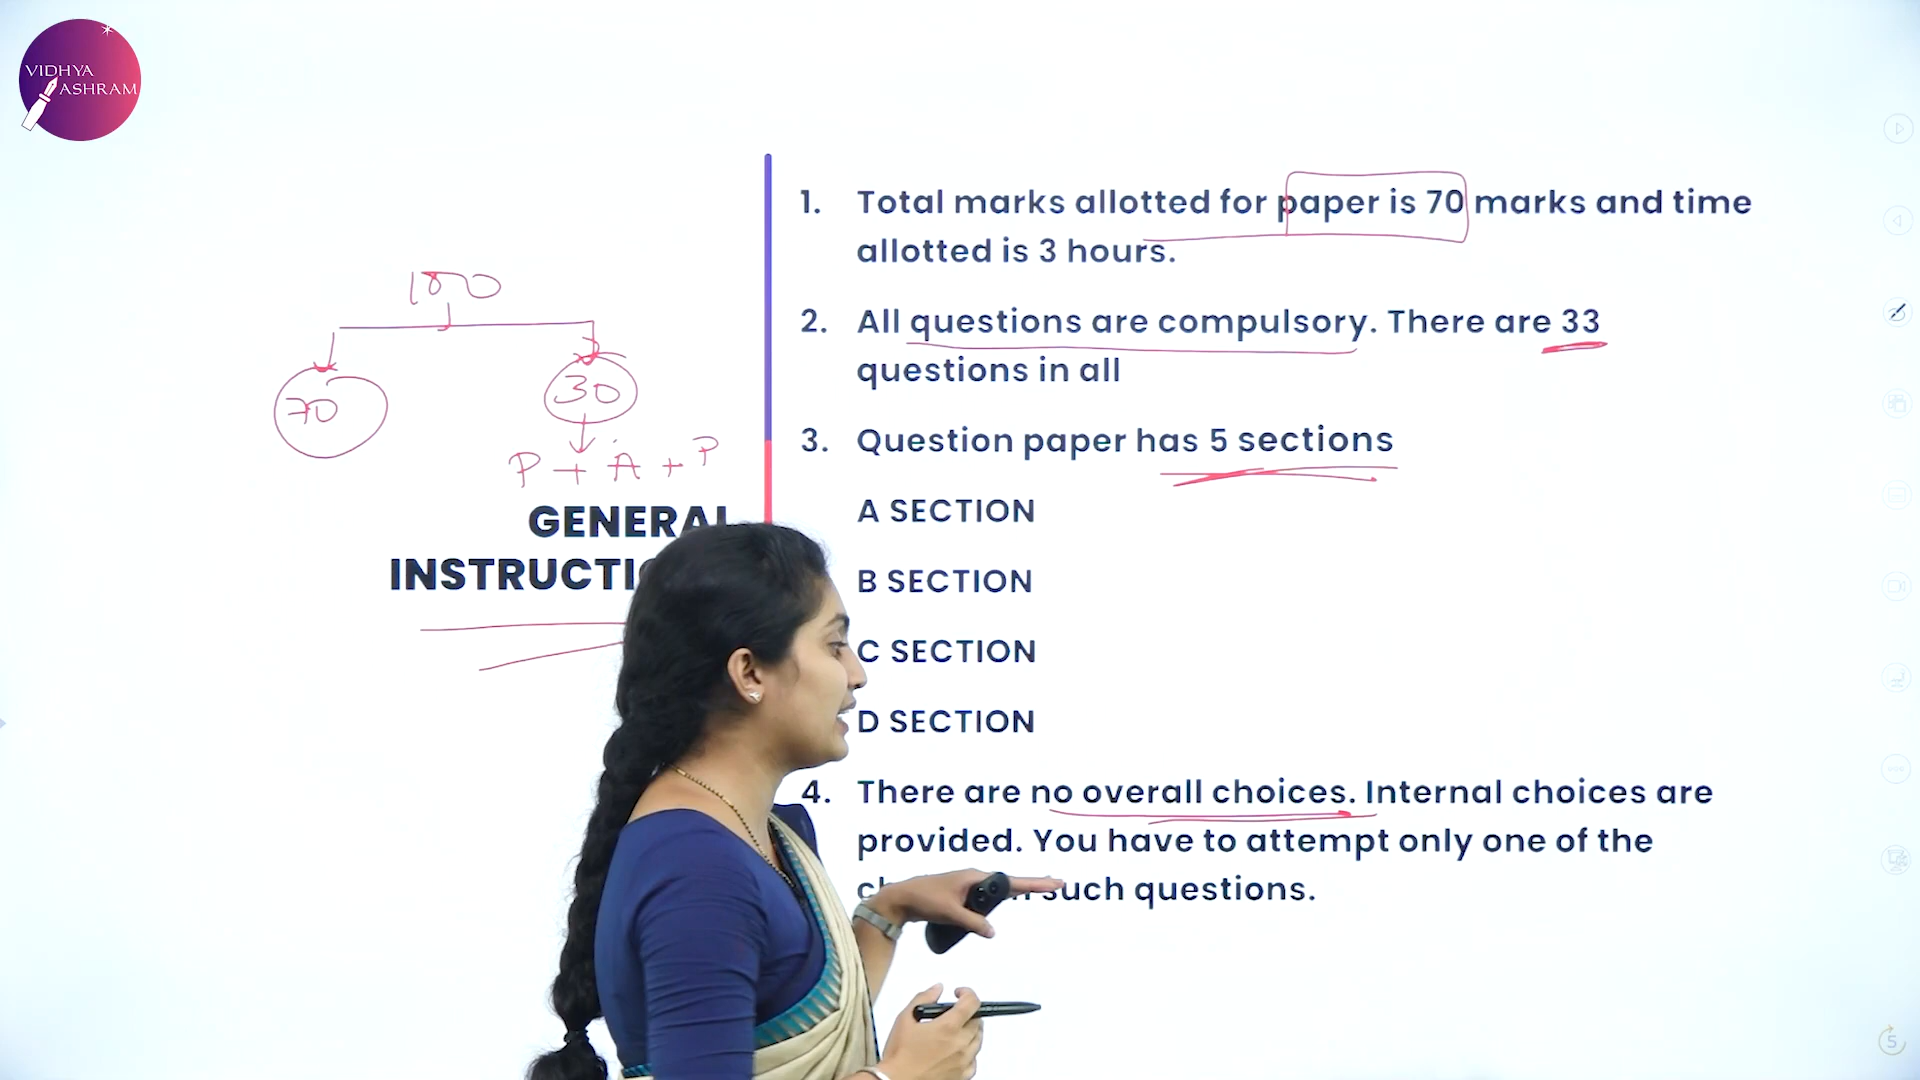 VIDHYA
ASHRAM
100
70
30
P + A + P
GENERAL
1. Total marks allotted for paper is 70 marks and time
allotted is 3 hours.
2. All questions are compulsory. There are 33
questions in all
3. Question paper has 5 sections
A SECTION
B SECTION
C SECTION
D SECTION
4. There are no overall choices. Internal choices are
provided. You have to attempt only one of the
such questions.
5